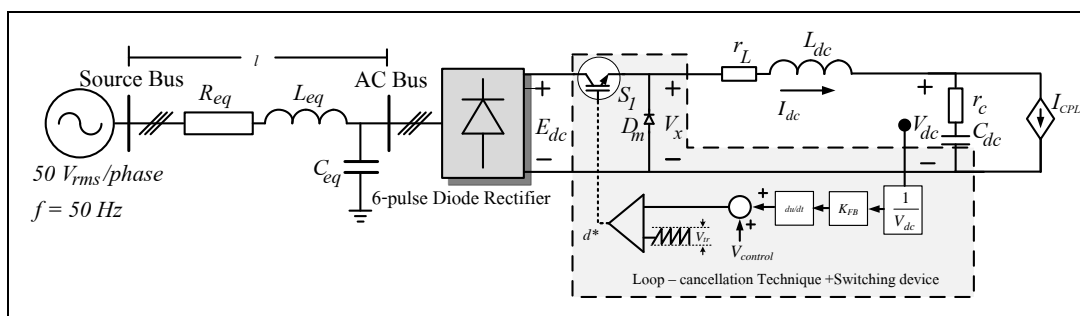 l
Source Bus
AC Bus
R_eq
L_eq
C_eq
50 V_rms/phase
f = 50 Hz
6-pulse Diode Rectifier
+
E_dc
−
S_1
D_m
+
V_x
−
r_L
L_dc
I_dc
+
V_dc
−
r_c
C_dc
I_CPL
d*
V_tr
+
+
V_control
du/dt
K_FB
1
V_dc
Loop – cancellation Technique +Switching device